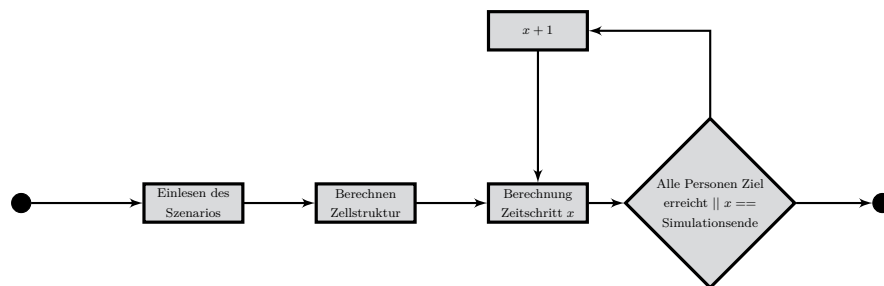 x + 1
Einlesen des
Szenarios
Berechnen
Zellstruktur
Berechnung
Zeitschritt x
Alle Personen Ziel
erreicht || x ==
Simulationsende